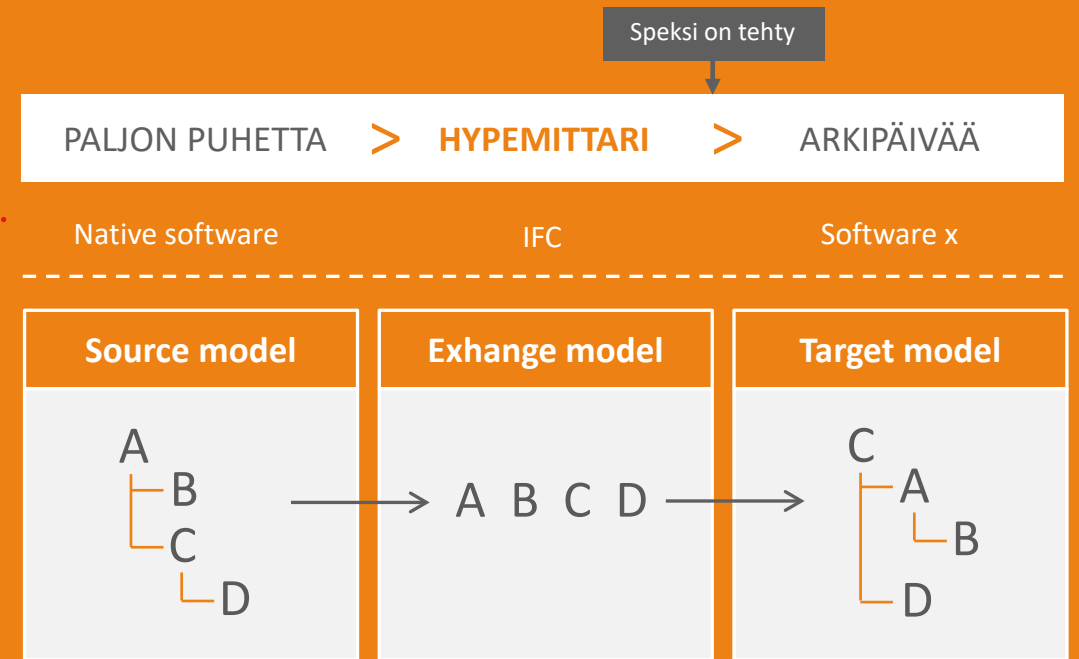 Speksi on tehty
PALJON PUHETTA > HYPEMITTARI > ARKIPÄIVÄÄ
Native software IFC Software x
Source model Exhange model Target model
A
B
C
D
A B C D
C
A
B
D